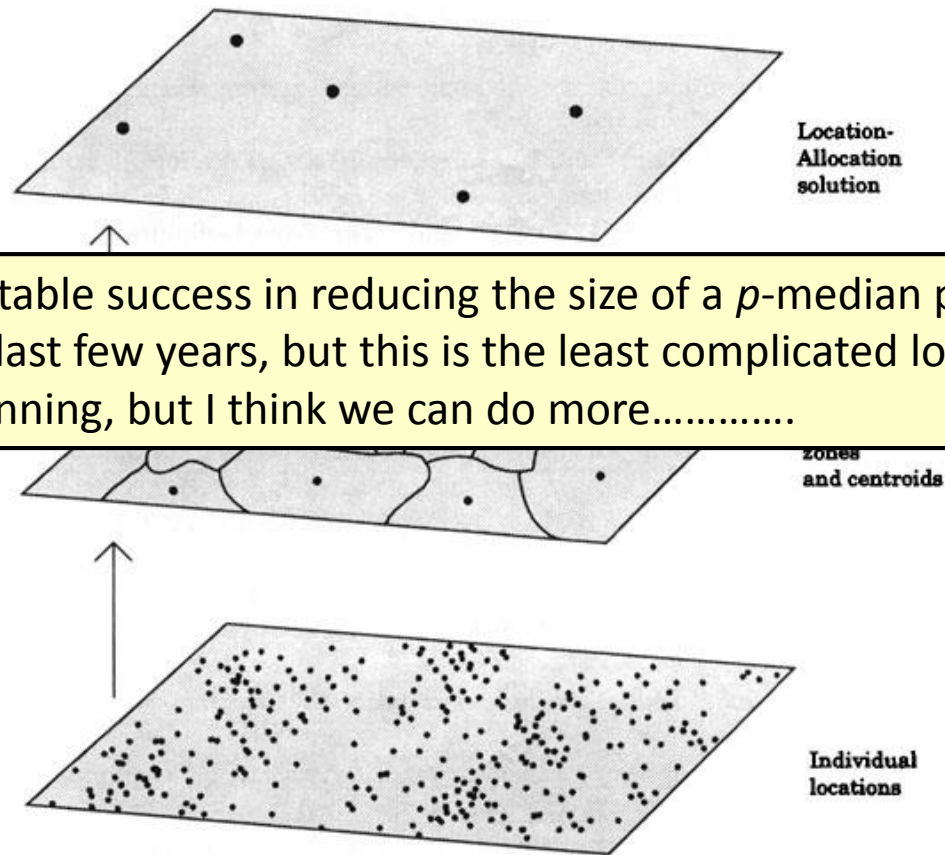 Location-
Allocation
solution
table success in reducing the size of a p-median p
last few years, but this is the least complicated lo
nning, but I think we can do more.............
zones
and centroids
Individual
locations